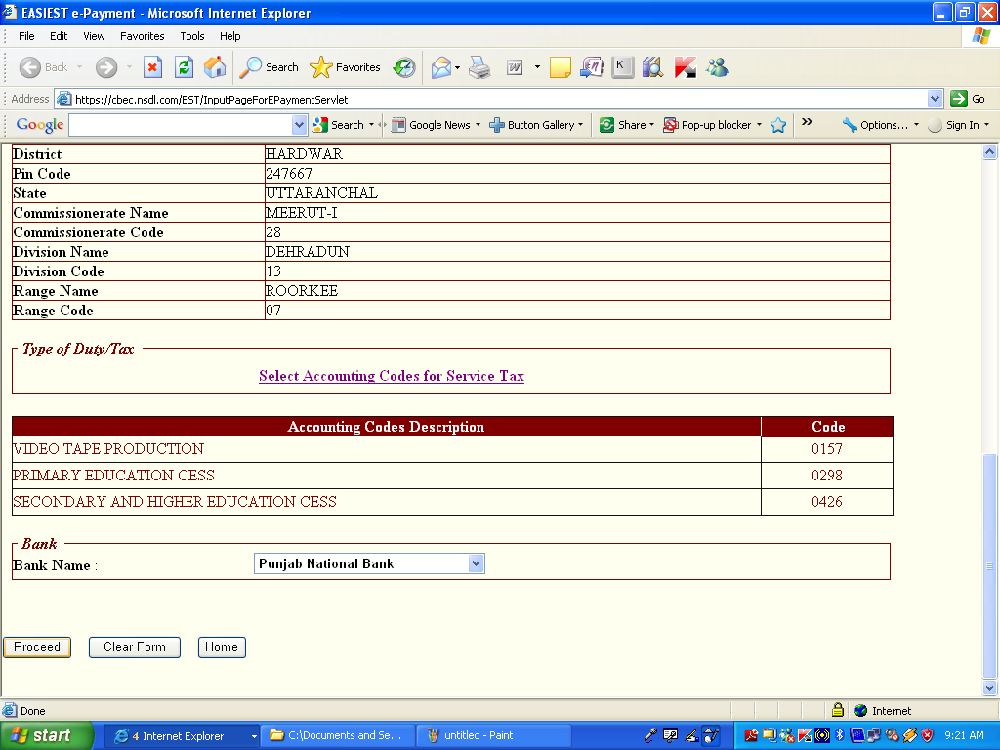 EASIEST e-Payment - Microsoft Internet Explorer
File Edit View Favorites Tools Help
Back Search Favorites
Address https://cbec.nsdl.com/EST/InputPageForEPaymentServlet Go
Google Search Google News Button Gallery Share Pop-up blocker » Options... Sign In
District HARDWAR
Pin Code 247667
State UTTARANCHAL
Commissionerate Name MEERUT-I
Commissionerate Code 28
Division Name DEHRADUN
Division Code 13
Range Name ROORKEE
Range Code 07
Type of Duty/Tax
Select Accounting Codes for Service Tax
Accounting Codes Description Code
VIDEO TAPE PRODUCTION 0157
PRIMARY EDUCATION CESS 0298
SECONDARY AND HIGHER EDUCATION CESS 0426
Bank
Bank Name : Punjab National Bank
Proceed Clear Form Home
Done Internet
start 4 Internet Explorer C:\Documents and Se... untitled - Paint 9:21 AM